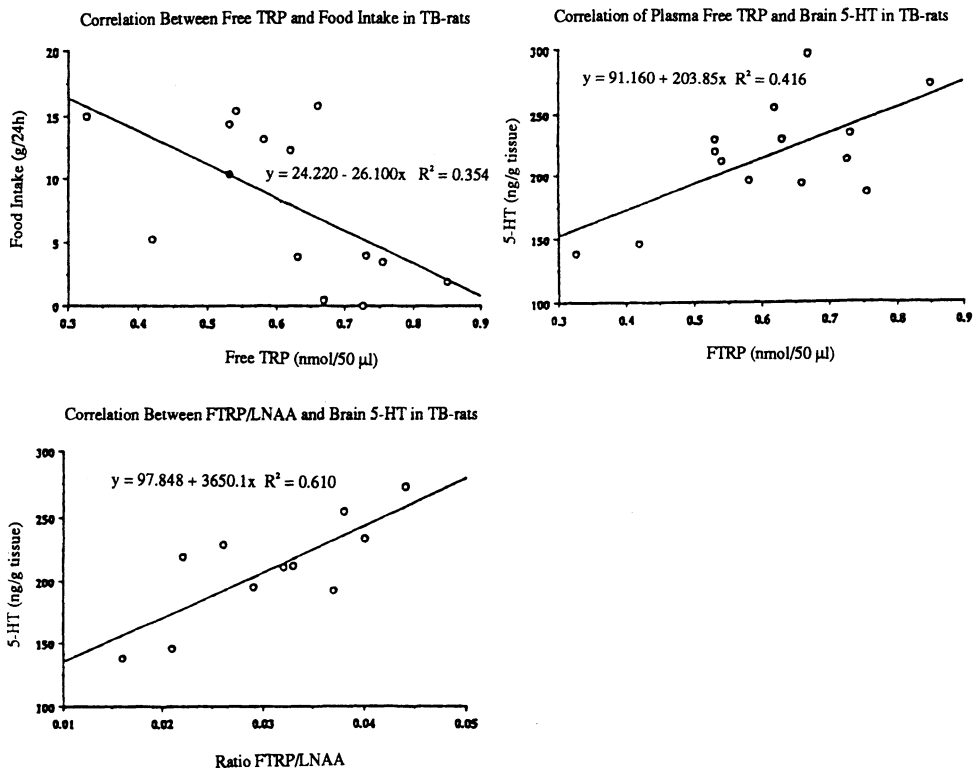 Correlation Between Free TRP and Food Intake in TB-rats
20
15
10
5
0
Food Intake (g/24h)
y = 24.220 - 26.100x R² = 0.354
0.3 0.4 0.5 0.6 0.7 0.8 0.9
Free TRP (nmol/50 µl)
Correlation of Plasma Free TRP and Brain 5-HT in TB-rats
300
250
200
150
100
5-HT (ng/g tissue)
y = 91.160 + 203.85x R² = 0.416
0.3 0.4 0.5 0.6 0.7 0.8 0.9
FTRP (nmol/50 µl)
Correlation Between FTRP/LNAA and Brain 5-HT in TB-rats
300
250
200
150
100
5-HT (ng/g tissue)
y = 97.848 + 3650.1x R² = 0.610
0.01 0.02 0.03 0.04 0.05
Ratio FTRP/LNAA